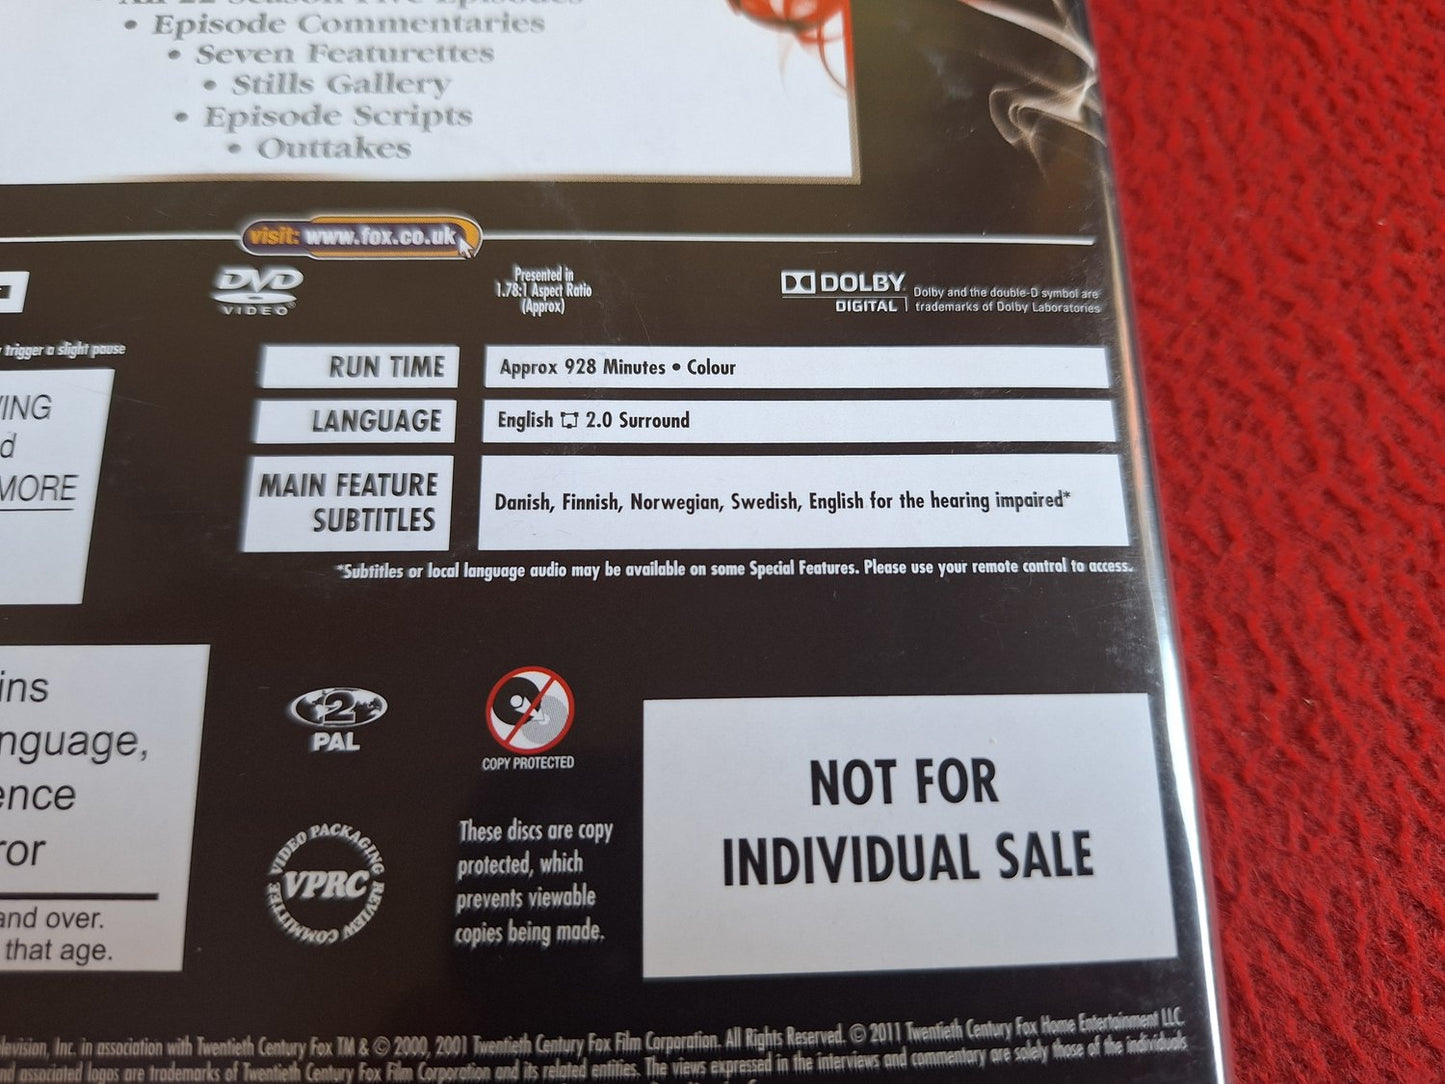 All 22 Season Five Episodes
• Episode Commentaries
• Seven Featurettes
• Stills Gallery
• Episode Scripts
• Outtakes
visit: www.fox.co.uk
DVD
VIDEO
Presented in
1.78:1 Aspect Ratio
(Approx)
DOLBY
DIGITAL
Dolby and the double-D symbol are
trademarks of Dolby Laboratories
trigger a slight pause
RUN TIME
Approx 928 Minutes • Colour
LANGUAGE
English 2.0 Surround
MAIN FEATURE
SUBTITLES
Danish, Finnish, Norwegian, Swedish, English for the hearing impaired*
*Subtitles or local language audio may be available on some Special Features. Please use your remote control to access.
MORE
2
PAL
COPY PROTECTED
VIDEO PACKAGING REVIEW COMMITTEE
VPRC
These discs are copy
protected, which
prevents viewable
copies being made.
NOT FOR
INDIVIDUAL SALE
and over.
that age.
Inc. in association with Twentieth Century Fox TM & © 2000, 2001 Twentieth Century Fox Film Corporation. All Rights Reserved. © 2011 Twentieth Century Fox Home Entertainment LLC.
associated logos are trademarks of Twentieth Century Fox Film Corporation and its related entities. The views expressed in the interviews and commentary are solely those of the individuals